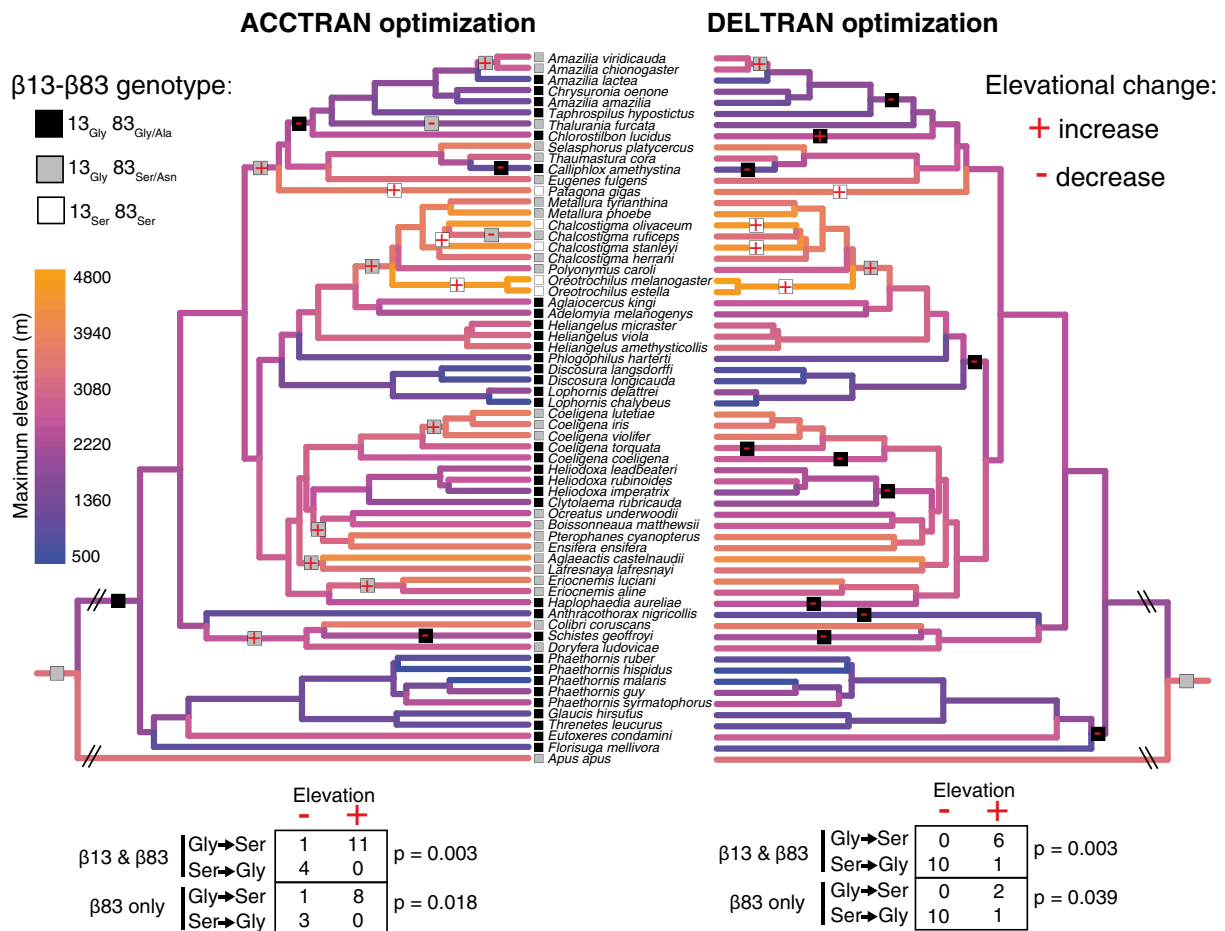 ACCTRAN optimization
DELTRAN optimization
β13-β83 genotype:
13Gly 83Gly/Ala
13Gly 83Ser/Asn
13Ser 83Ser
Maximum elevation (m)
4800
3940
3080
2220
1360
500
Elevational change:
+ increase
- decrease
Amazilia viridicauda
Amazilia chionogaster
Amazilia lactea
Chrysuronia oenone
Amazilia amazilia
Taphrospilus hypostictus
Thalurania furcata
Chlorostilbon lucidus
Selasphorus platycercus
Thaumastura cora
Calliphlox amethystina
Eugenes fulgens
Patagona gigas
Metallura tyrianthina
Metallura phoebe
Chalcostigma olivaceum
Chalcostigma ruficeps
Chalcostigma stanleyi
Chalcostigma herrani
Polyonymus caroli
Oreotrochilus melanogaster
Oreotrochilus estella
Aglaiocercus kingi
Adelomyia melanogenys
Heliangelus micraster
Heliangelus viola
Heliangelus amethysticollis
Phlogophilus harterti
Discosura langsdorffi
Discosura longicauda
Lophornis delattrei
Lophornis chalybeus
Coeligena lutetiae
Coeligena iris
Coeligena violifer
Coeligena torquata
Coeligena coeligena
Heliodoxa leadbeateri
Heliodoxa rubinoides
Heliodoxa imperatrix
Clytolaema rubricauda
Ocreatus underwoodii
Boissonneaua matthewsii
Pterophanes cyanopterus
Ensifera ensifera
Aglaeactis castelnaudii
Lafresnaya lafresnayi
Eriocnemis luciani
Eriocnemis aline
Haplophaedia aureliae
Anthracothorax nigricollis
Colibri coruscans
Schistes geoffroyi
Doryfera ludovicae
Phaethornis ruber
Phaethornis hispidus
Phaethornis malaris
Phaethornis guy
Phaethornis syrmatophorus
Glaucis hirsutus
Threnetes leucurus
Eutoxeres condamini
Florisuga mellivora
Apus apus
Elevation
- +
β13 & β83
Gly→Ser 1 11
Ser→Gly 4 0
p = 0.003
β83 only
Gly→Ser 1 8
Ser→Gly 3 0
p = 0.018
Elevation
- +
β13 & β83
Gly→Ser 0 6
Ser→Gly 10 1
p = 0.003
β83 only
Gly→Ser 0 2
Ser→Gly 10 1
p = 0.039